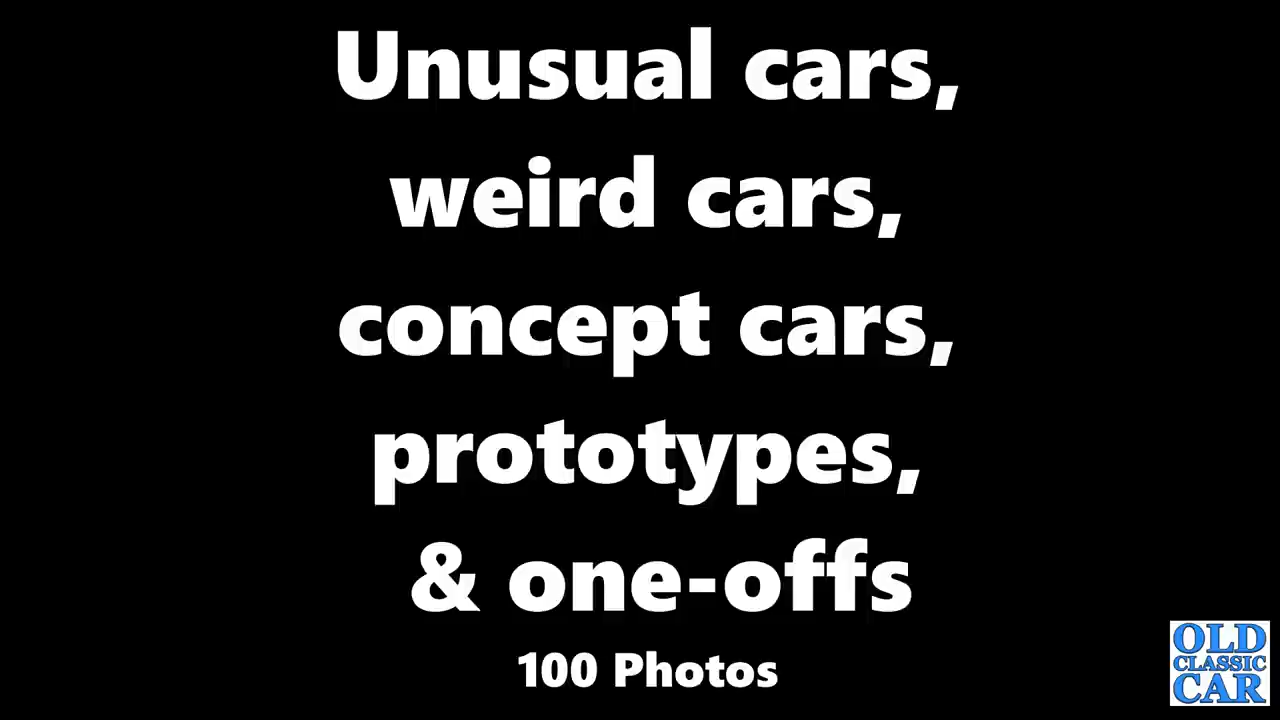 Unusual cars,
weird cars,
concept cars,
prototypes,
& one-offs
100 Photos
OLD
CLASSIC
CAR